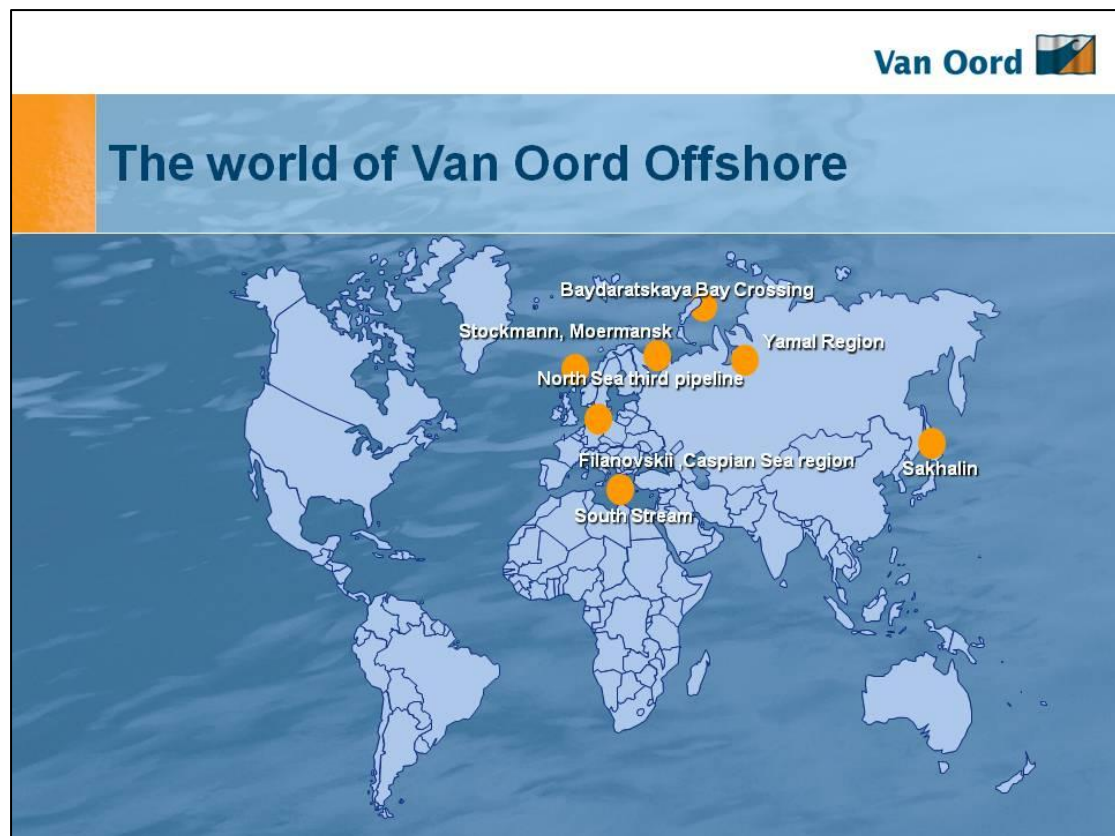 Van Oord
The world of Van Oord Offshore
Baydaratskaya Bay Crossing
Stockmann, Moermansk
Yamal Region
North Sea third pipeline
Filanovskii ,Caspian Sea region
Sakhalin
South Stream